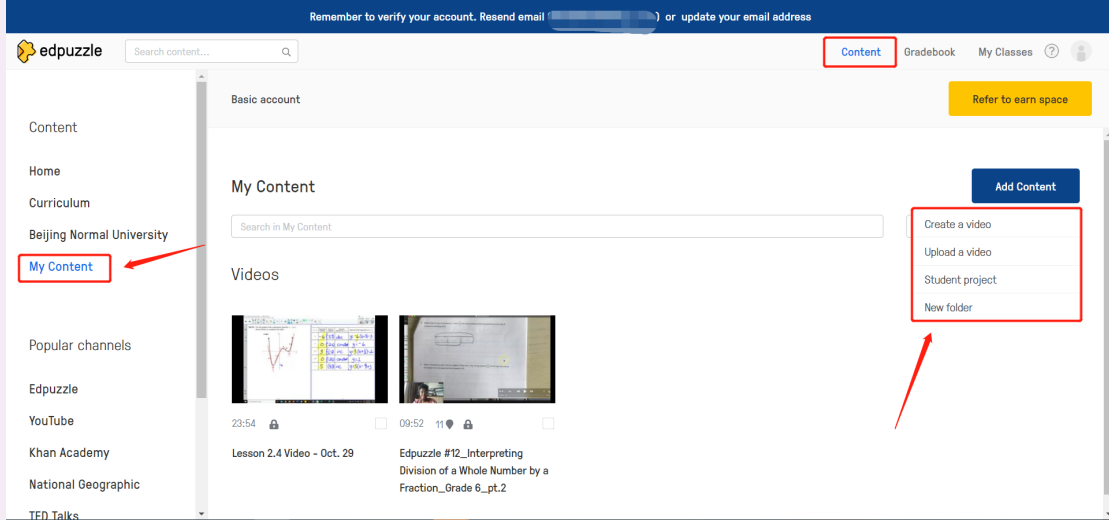 Remember to verify your account. Resend email ( ) or update your email address
edpuzzle
Search content...
Content
Gradebook
My Classes
?
Basic account
Refer to earn space
Content
Home
Curriculum
Beijing Normal University
My Content
Popular channels
Edpuzzle
YouTube
Khan Academy
National Geographic
TED Talks
My Content
Add Content
Search in My Content
Create a video
Upload a video
Student project
New folder
Videos
23:54
09:52 11
Lesson 2.4 Video - Oct. 29
Edpuzzle #12_Interpreting
Division of a Whole Number by a
Fraction_Grade 6_pt.2